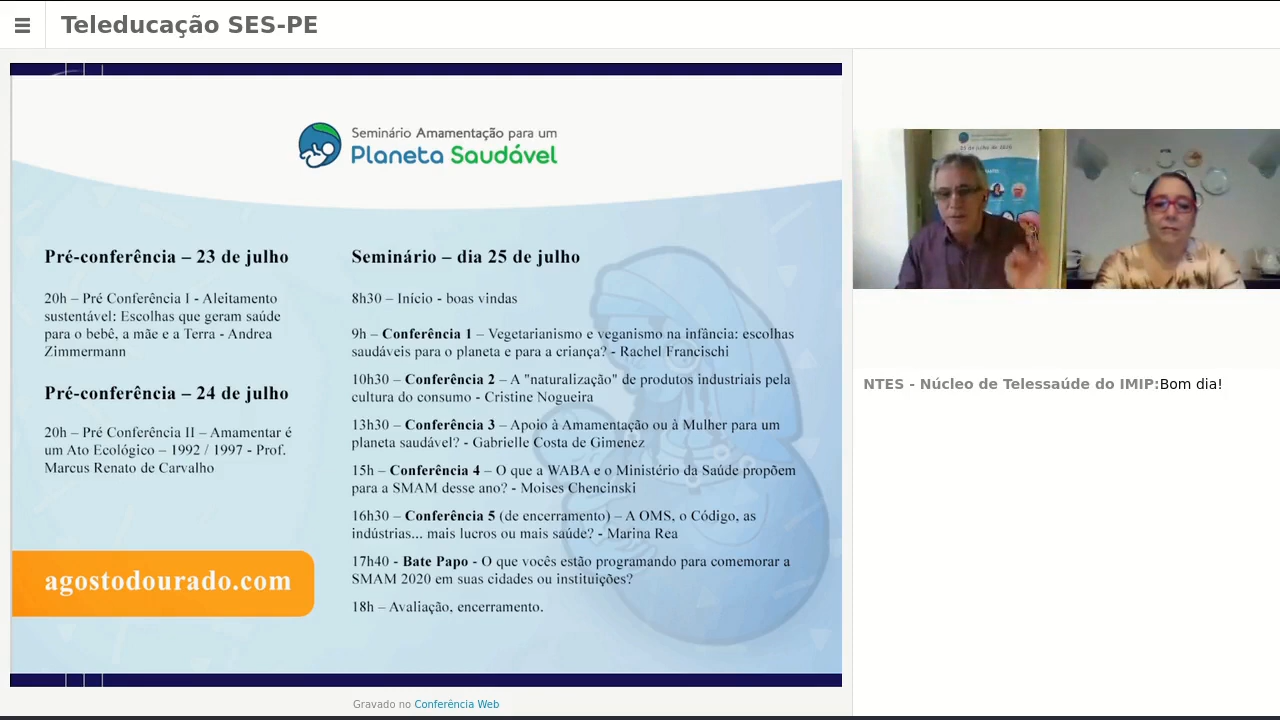 Teleducação SES-PE
Seminário Amamentação para um
Planeta Saudável
Pré-conferência – 23 de julho
20h – Pré Conferência I - Aleitamento
sustentável: Escolhas que geram saúde
para o bebê, a mãe e a Terra - Andrea
Zimmermann
Pré-conferência – 24 de julho
20h – Pré Conferência II – Amamentar é
um Ato Ecológico – 1992 / 1997 - Prof.
Marcus Renato de Carvalho
agostodourado.com
Seminário – dia 25 de julho
8h30 – Início - boas vindas
9h – Conferência 1 – Vegetarianismo e veganismo na infância: escolhas
saudáveis para o planeta e para a criança? - Rachel Francischi
10h30 – Conferência 2 – A "naturalização" de produtos industriais pela
cultura do consumo - Cristine Nogueira
13h30 – Conferência 3 – Apoio à Amamentação ou à Mulher para um
planeta saudável? - Gabrielle Costa de Gimenez
15h – Conferência 4 – O que a WABA e o Ministério da Saúde propõem
para a SMAM desse ano? - Moises Chencinski
16h30 – Conferência 5 (de encerramento) – A OMS, o Código, as
indústrias... mais lucros ou mais saúde? - Marina Rea
17h40 - Bate Papo - O que vocês estão programando para comemorar a
SMAM 2020 em suas cidades ou instituições?
18h – Avaliação, encerramento.
Gravado no Conferência Web
NTES - Núcleo de Telessaúde do IMIP:Bom dia!